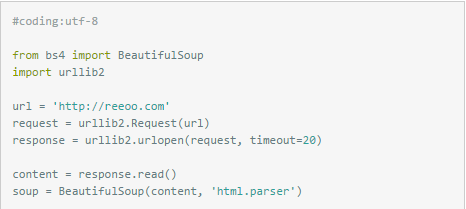 #coding:utf-8
from bs4 import BeautifulSoup
import urllib2
url = 'http://reeoo.com'
request = urllib2.Request(url)
response = urllib2.urlopen(request, timeout=20)
content = response.read()
soup = BeautifulSoup(content, 'html.parser')